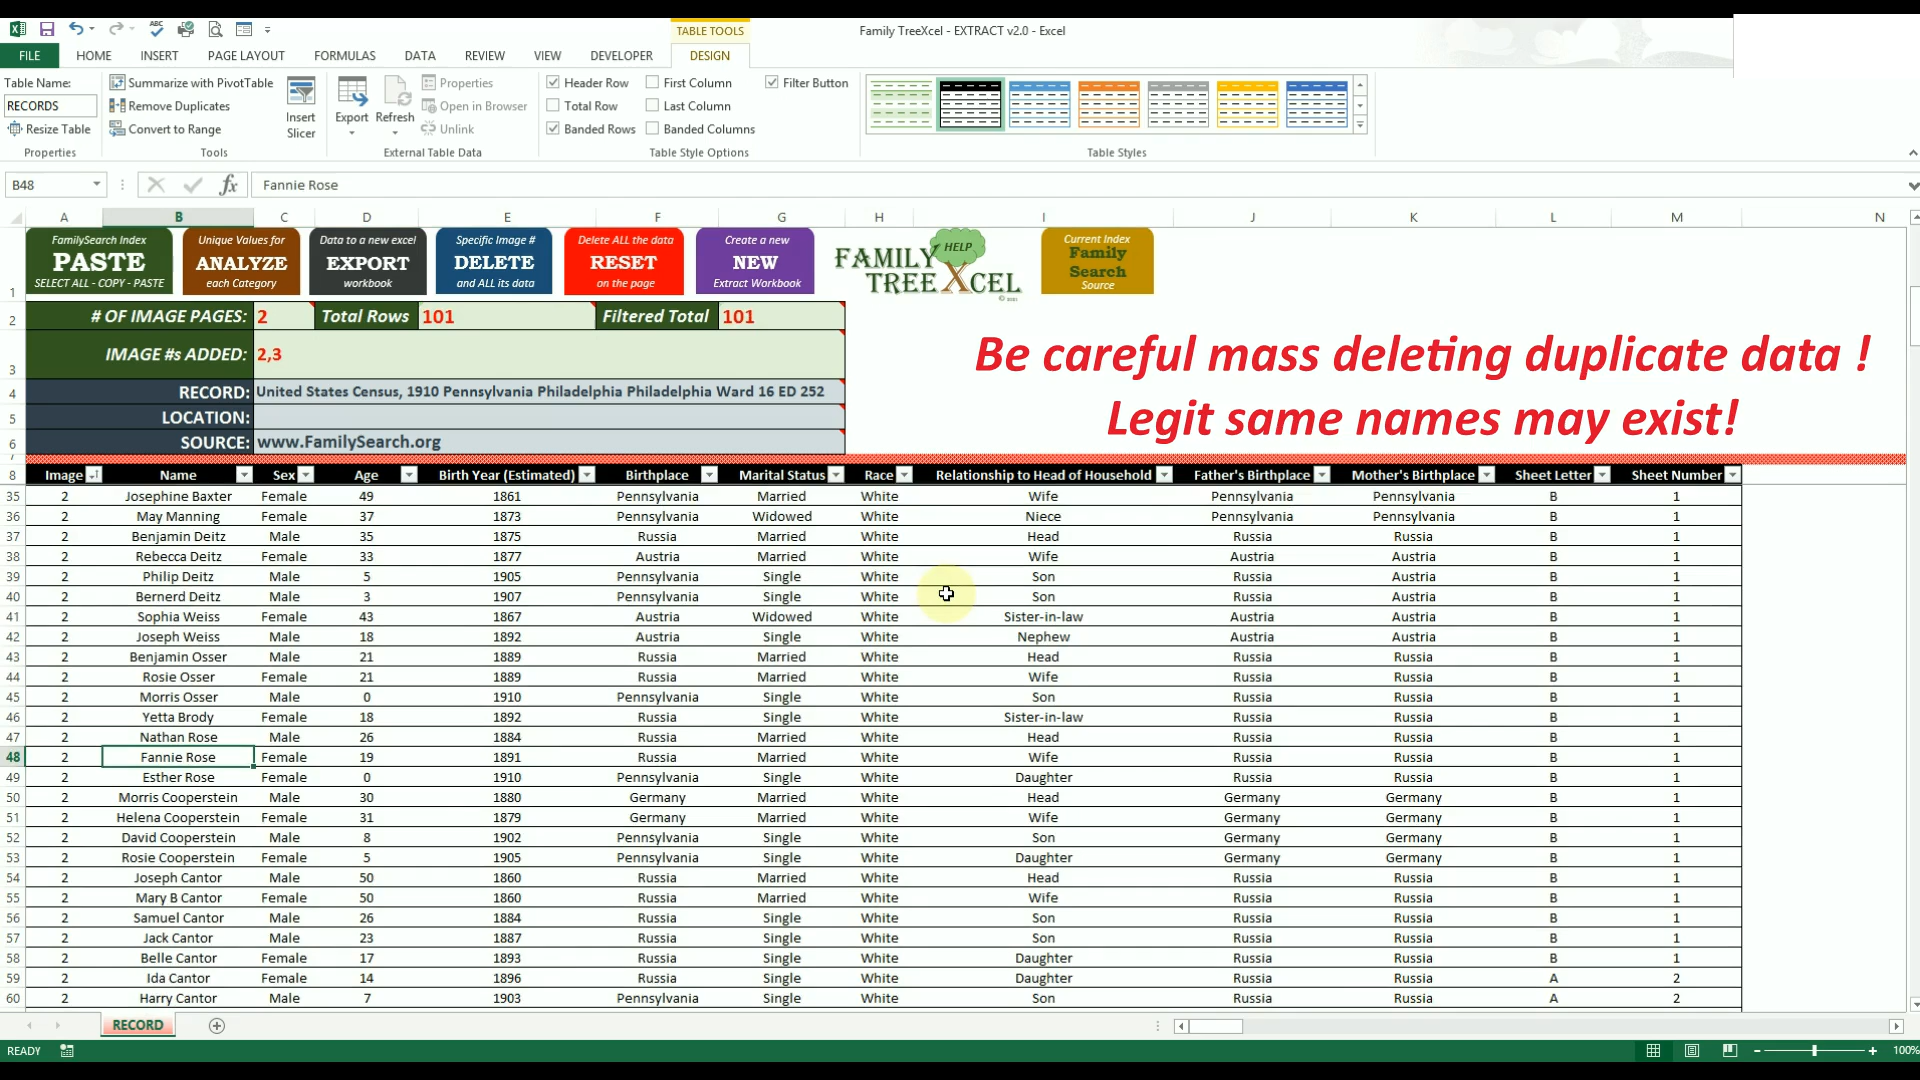 Family TreeXcel - EXTRACT v2.0 - Excel
TABLE TOOLS
FILE HOME INSERT PAGE LAYOUT FORMULAS DATA REVIEW VIEW DEVELOPER DESIGN
Table Name: Summarize with PivotTable Properties Header Row First Column Filter Button
RECORDS Remove Duplicates Open in Browser Total Row Last Column
Resize Table Convert to Range Insert Slicer Export Refresh Unlink Banded Rows Banded Columns
Properties Tools External Table Data Table Style Options Table Styles
B48 fx Fannie Rose
A B C D E F G H I J K L M N
FamilySearch Index Unique Values for Data to a new excel Specific Image # Delete ALL the data Create a new HELP Current Index
PASTE ANALYZE EXPORT DELETE RESET NEW FAMILY TREE XCEL Family Search
SELECT ALL - COPY - PASTE each Category workbook and ALL its data on the page Extract Workbook © 2021 Source
1
2 # OF IMAGE PAGES: 2 Total Rows 101 Filtered Total 101
3 IMAGE #s ADDED: 2,3
Be careful mass deleting duplicate data !
4 RECORD: United States Census, 1910 Pennsylvania Philadelphia Philadelphia Ward 16 ED 252
5 LOCATION:
Legit same names may exist!
6 SOURCE: www.FamilySearch.org
7
8 Image Name Sex Age Birth Year (Estimated) Birthplace Marital Status Race Relationship to Head of Household Father's Birthplace Mother's Birthplace Sheet Letter Sheet Number
35 2 Josephine Baxter Female 49 1861 Pennsylvania Married White Wife Pennsylvania Pennsylvania B 1
36 2 May Manning Female 37 1873 Pennsylvania Widowed White Niece Pennsylvania Pennsylvania B 1
37 2 Benjamin Deitz Male 35 1875 Russia Married White Head Russia Russia B 1
38 2 Rebecca Deitz Female 33 1877 Austria Married White Wife Austria Austria B 1
39 2 Philip Deitz Male 5 1905 Pennsylvania Single White Son Russia Austria B 1
40 2 Bernerd Deitz Male 3 1907 Pennsylvania Single White Son Russia Austria B 1
41 2 Sophia Weiss Female 43 1867 Austria Widowed White Sister-in-law Austria Austria B 1
42 2 Joseph Weiss Male 18 1892 Austria Single White Nephew Austria Austria B 1
43 2 Benjamin Osser Male 21 1889 Russia Married White Head Russia Russia B 1
44 2 Rosie Osser Female 21 1889 Russia Married White Wife Russia Russia B 1
45 2 Morris Osser Male 0 1910 Pennsylvania Single White Son Russia Russia B 1
46 2 Yetta Brody Female 18 1892 Russia Single White Sister-in-law Russia Russia B 1
47 2 Nathan Rose Male 26 1884 Russia Married White Head Russia Russia B 1
48 2 Fannie Rose Female 19 1891 Russia Married White Wife Russia Russia B 1
49 2 Esther Rose Female 0 1910 Pennsylvania Single White Daughter Russia Russia B 1
50 2 Morris Cooperstein Male 30 1880 Germany Married White Head Germany Germany B 1
51 2 Helena Cooperstein Female 31 1879 Germany Married White Wife Germany Germany B 1
52 2 David Cooperstein Male 8 1902 Pennsylvania Single White Son Germany Germany B 1
53 2 Rosie Cooperstein Female 5 1905 Pennsylvania Single White Daughter Germany Germany B 1
54 2 Joseph Cantor Male 50 1860 Russia Married White Head Russia Russia B 1
55 2 Mary B Cantor Female 50 1860 Russia Married White Wife Russia Russia B 1
56 2 Samuel Cantor Male 26 1884 Russia Single White Son Russia Russia B 1
57 2 Jack Cantor Male 23 1887 Russia Single White Son Russia Russia B 1
58 2 Belle Cantor Female 17 1893 Russia Single White Daughter Russia Russia B 1
59 2 Ida Cantor Female 14 1896 Russia Single White Daughter Russia Russia A 2
60 2 Harry Cantor Male 7 1903 Pennsylvania Single White Son Russia Russia A 2
RECORD
READY 100%